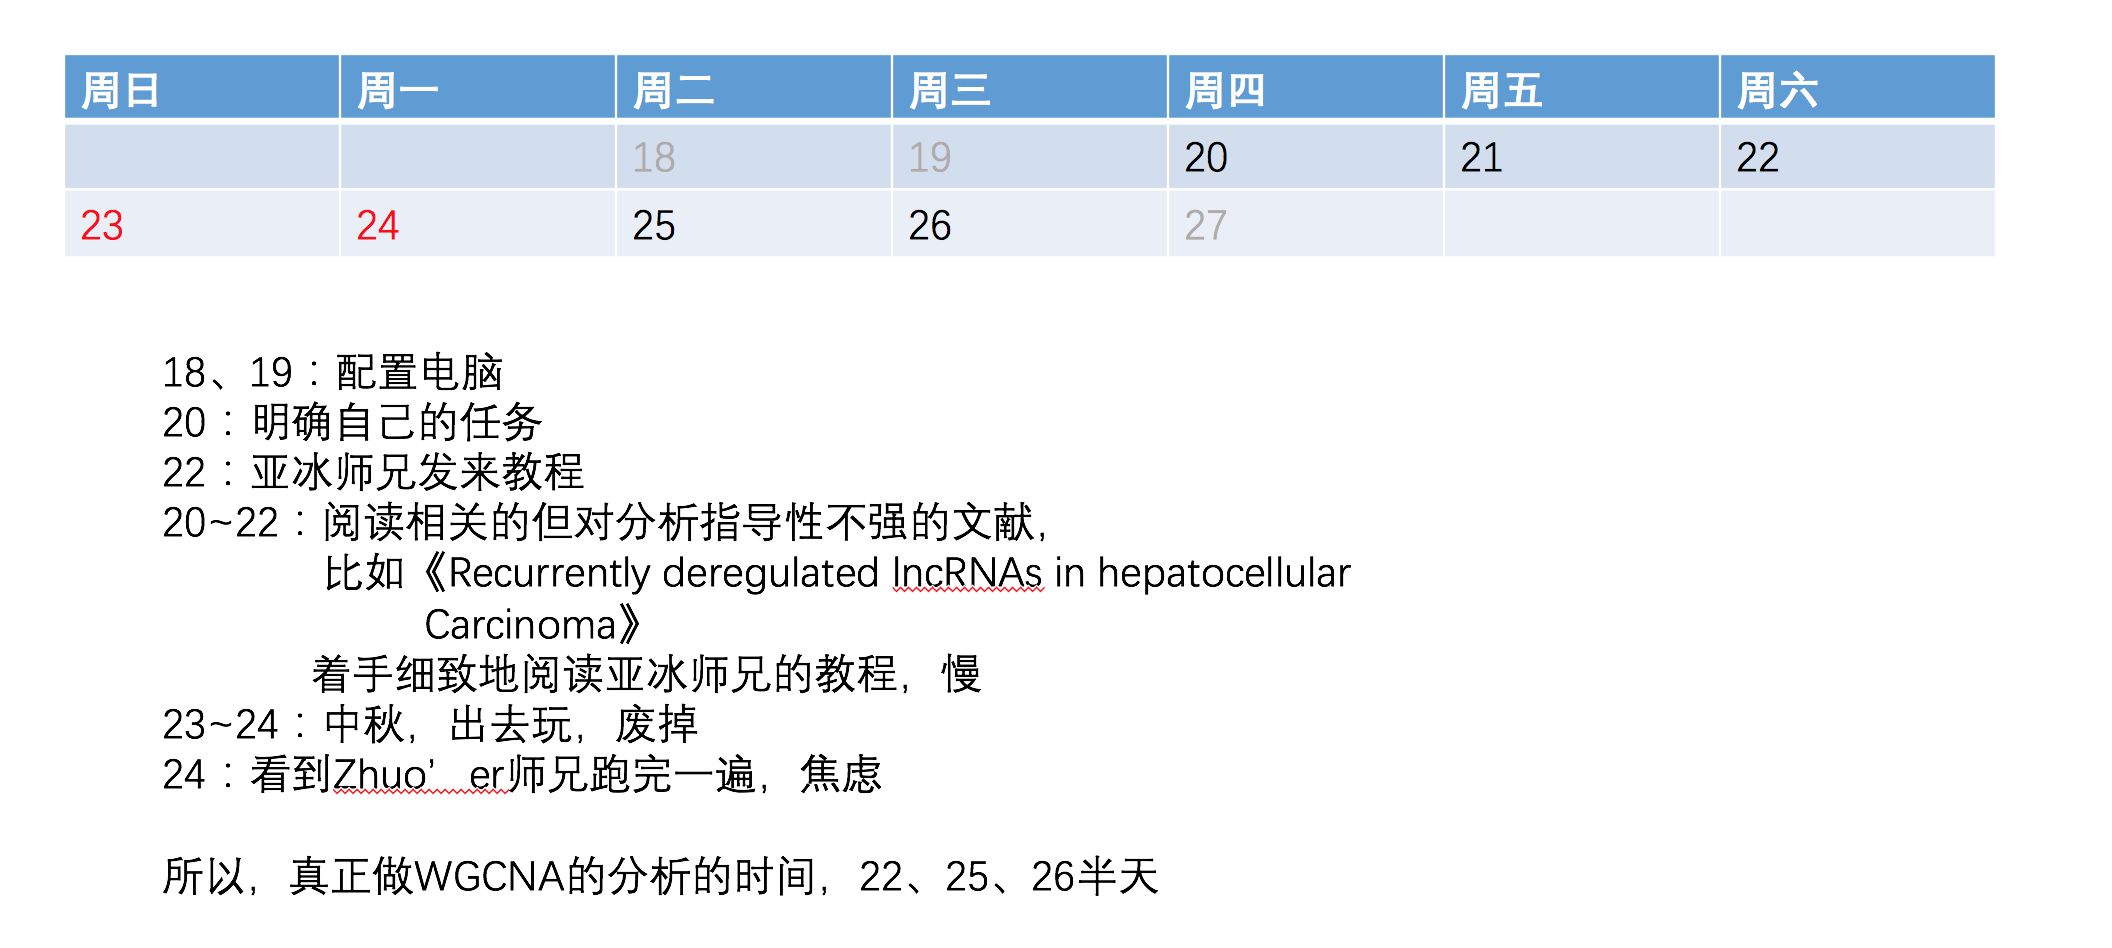 周日 周一 周二 周三 周四 周五 周六
18 19 20 21 22
23 24 25 26 27
18、19：配置电脑
20：明确自己的任务
22：亚冰师兄发来教程
20~22：阅读相关的但对分析指导性不强的文献，
比如《Recurrently deregulated lncRNAs in hepatocellular
Carcinoma》
着手细致地阅读亚冰师兄的教程，慢
23~24：中秋，出去玩，废掉
24：看到Zhuo’er师兄跑完一遍，焦虑
所以，真正做WGCNA的分析的时间，22、25、26半天